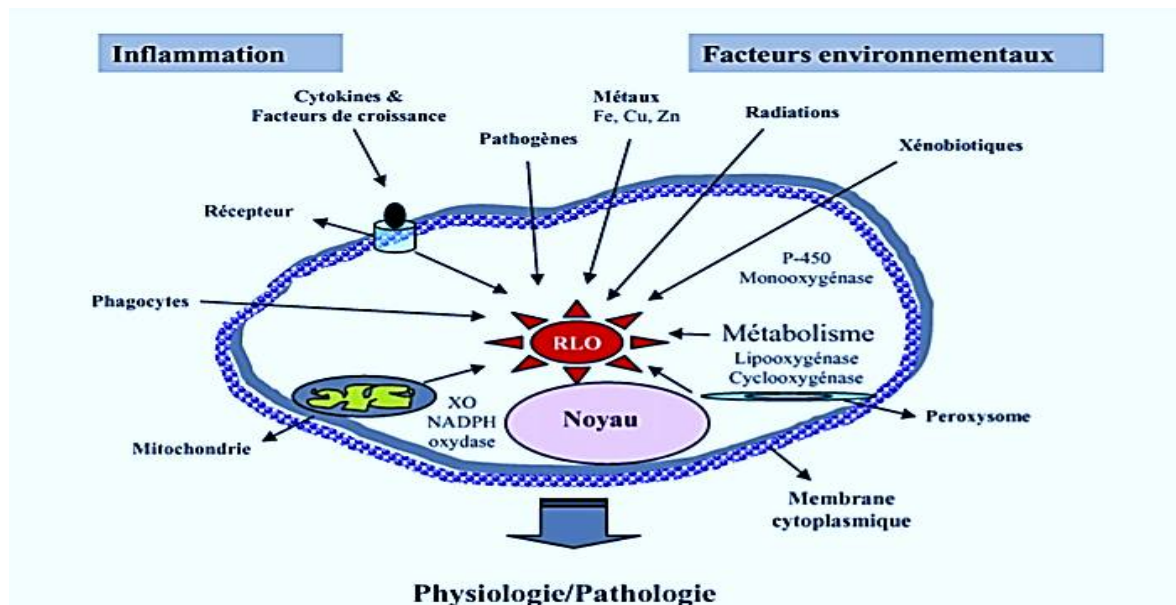 Inflammation
Facteurs environnementaux
Cytokines &
Facteurs de croissance
Métaux
Fe, Cu, Zn
Radiations
Pathogènes
Xénobiotiques
Récepteur
P-450
Monooxygénase
Phagocytes
RLO
Métabolisme
Lipooxygénase
Cyclooxygénase
XO
NADPH
oxydase
Noyau
Peroxysome
Mitochondrie
Membrane
cytoplasmique
Physiologie/Pathologie